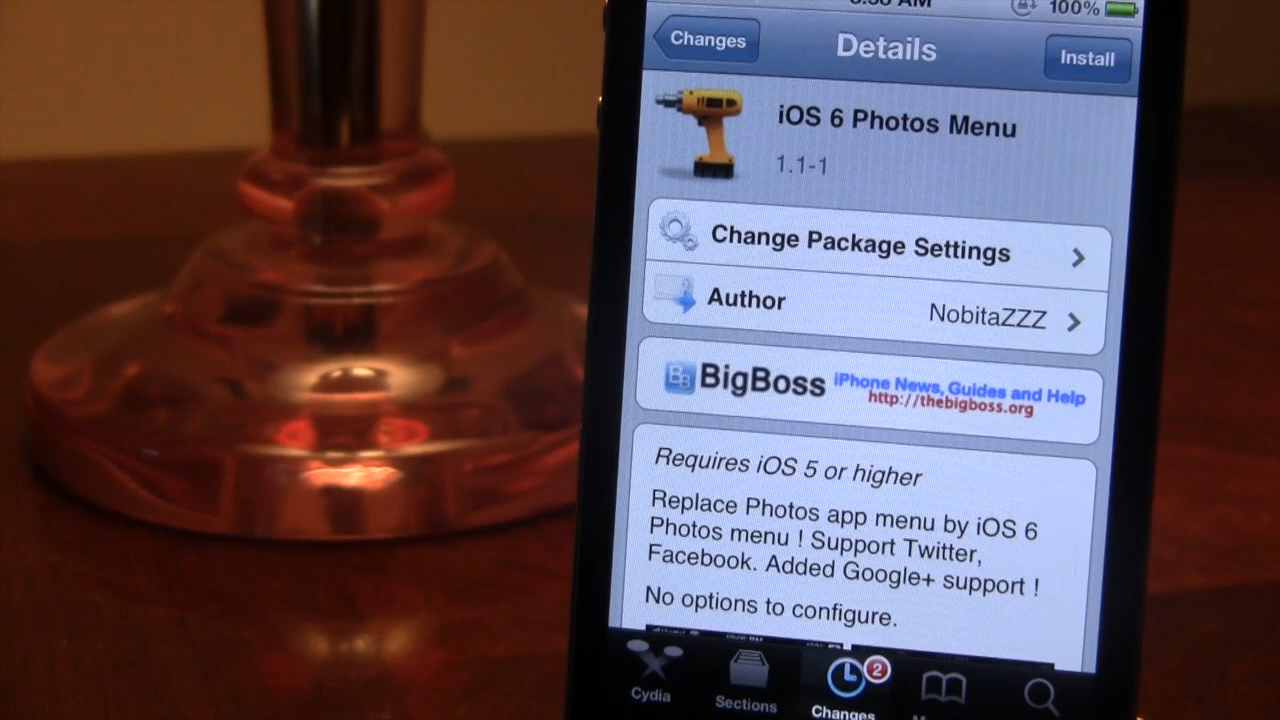 100%
Changes
Details
Install
iOS 6 Photos Menu
1.1-1
Change Package Settings
Author
NobitaZZZ
BB BigBoss
iPhone News, Guides and Help
http://thebigboss.org
Requires iOS 5 or higher
Replace Photos app menu by iOS 6
Photos menu ! Support Twitter,
Facebook. Added Google+ support !
No options to configure.
2
Cydia
Sections
Changes